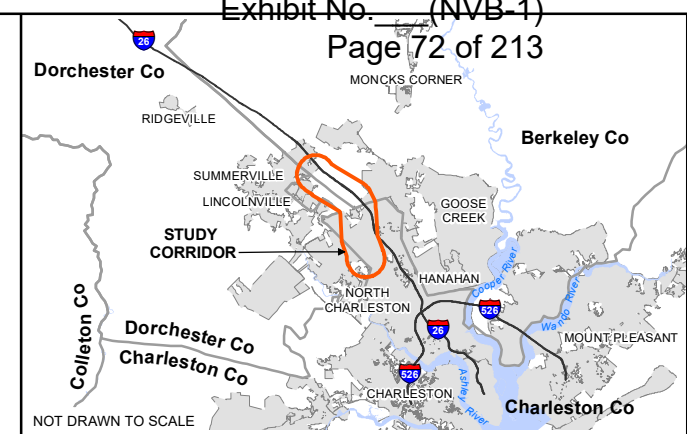 Exhibit No.___(NVB-1)
Page 72 of 213
26
Dorchester Co
MONCKS CORNER
RIDGEVILLE
Berkeley Co
SUMMERVILLE
LINCOLNVILLE
GOOSE
CREEK
STUDY
CORRIDOR
HANAHAN
Cooper River
NORTH
CHARLESTON
526
Wando River
26
Colleton Co
Dorchester Co
Charleston Co
MOUNT PLEASANT
526
CHARLESTON
Ashley River
Charleston Co
NOT DRAWN TO SCALE